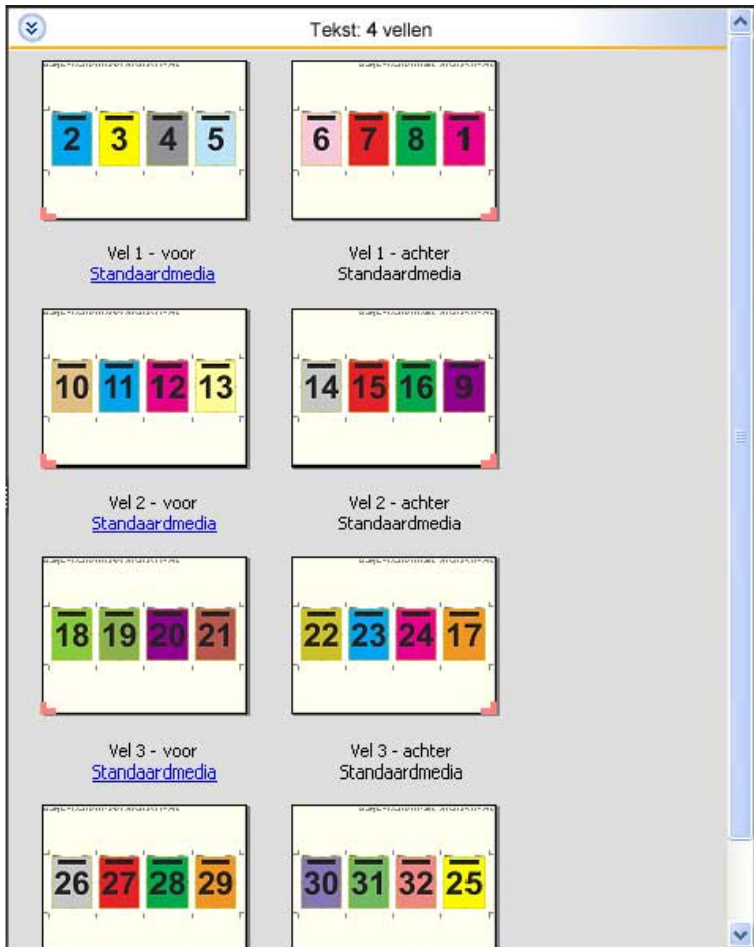 Tekst: 4 vellen
2 3 4 5
6 7 8 1
Vel 1 - voor
Standaardmedia
Vel 1 - achter
Standaardmedia
10 11 12 13
14 15 16 9
Vel 2 - voor
Standaardmedia
Vel 2 - achter
Standaardmedia
18 19 20 21
22 23 24 17
Vel 3 - voor
Standaardmedia
Vel 3 - achter
Standaardmedia
26 27 28 29
30 31 32 25